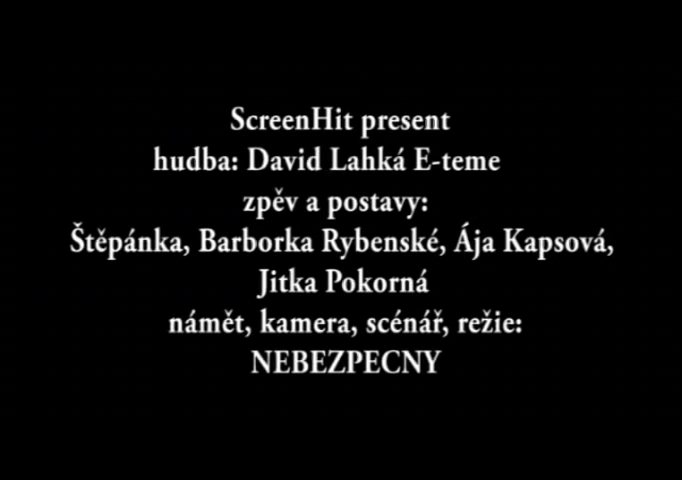 ScreenHit present
hudba: David Lahká E-teme
zpěv a postavy:
Štěpánka, Barborka Rybenské, Ája Kapsová,
Jitka Pokorná
námět, kamera, scénář, režie:
NEBEZPECNY